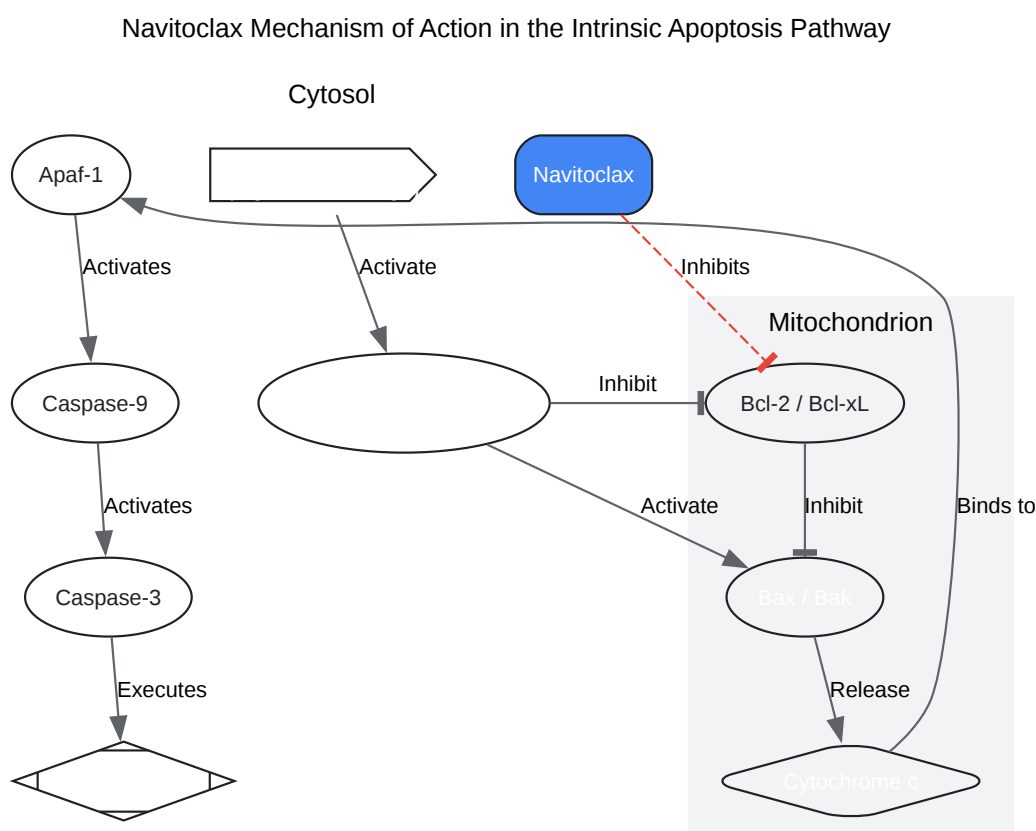 Navitoclax Mechanism of Action in the Intrinsic Apoptosis Pathway
Cytosol
Apaf-1
Navitoclax
Activates
Activate
Inhibits
Mitochondrion
Caspase-9
Inhibit
Bcl-2 / Bcl-xL
Activates
Activate
Inhibit
Binds to
Caspase-3
Bax / Bak
Executes
Release
Cytochrome c